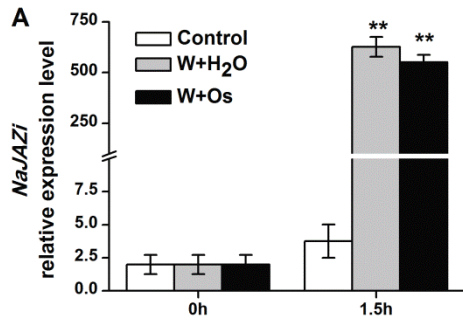 A
NaJAZi
relative expression level
750
500
250
7.5
5.0
2.5
0.0
Control
W+H₂O
W+Os
**
**
0h
1.5h